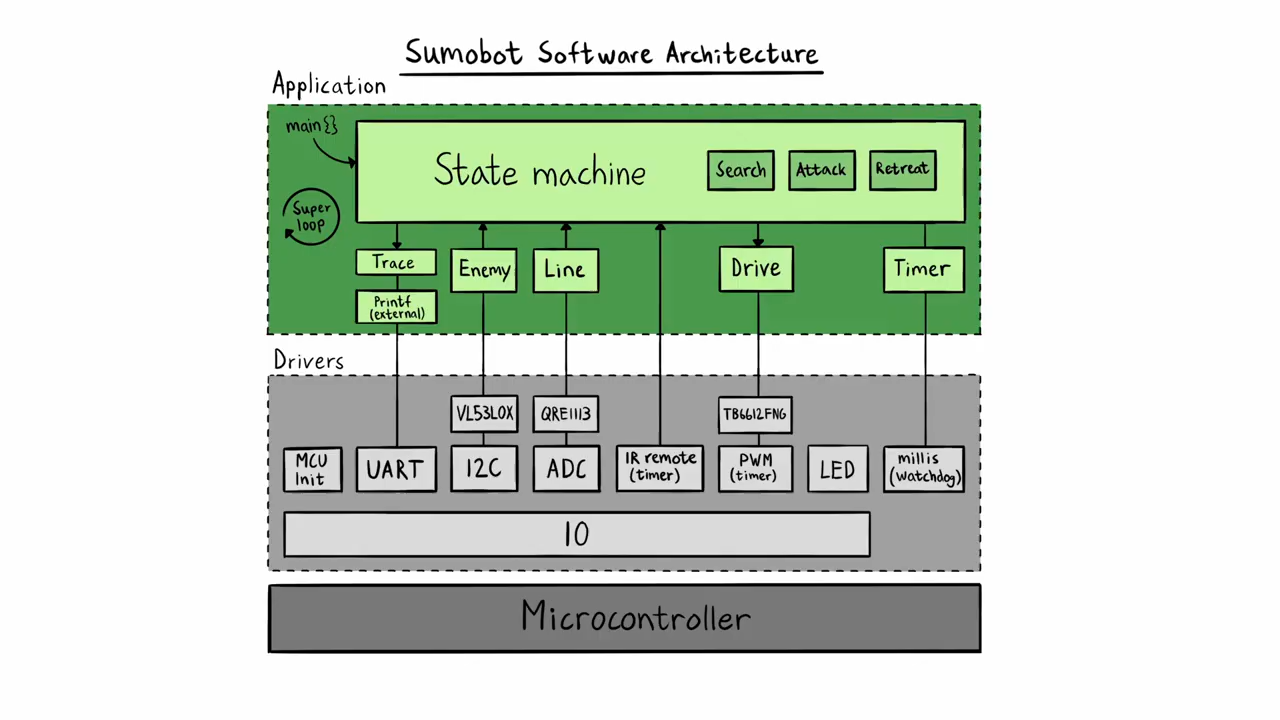 Sumobot Software Architecture
Application
main{}
State machine
Search
Attack
Retreat
Super
loop
Trace
Enemy
Line
Drive
Timer
Printf
(external)
Drivers
VL53L0X
QRE1113
TB6612FNG
MCU
Init
UART
I2C
ADC
IR remote
(timer)
PWM
(timer)
LED
millis
(watchdog)
IO
Microcontroller